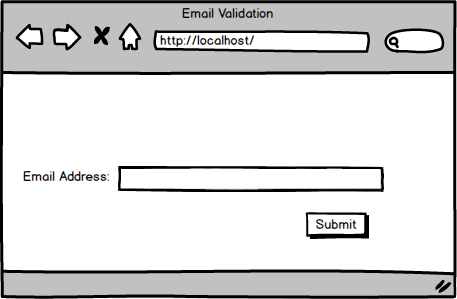 Email Validation
http://localhost/
Email Address:
Submit